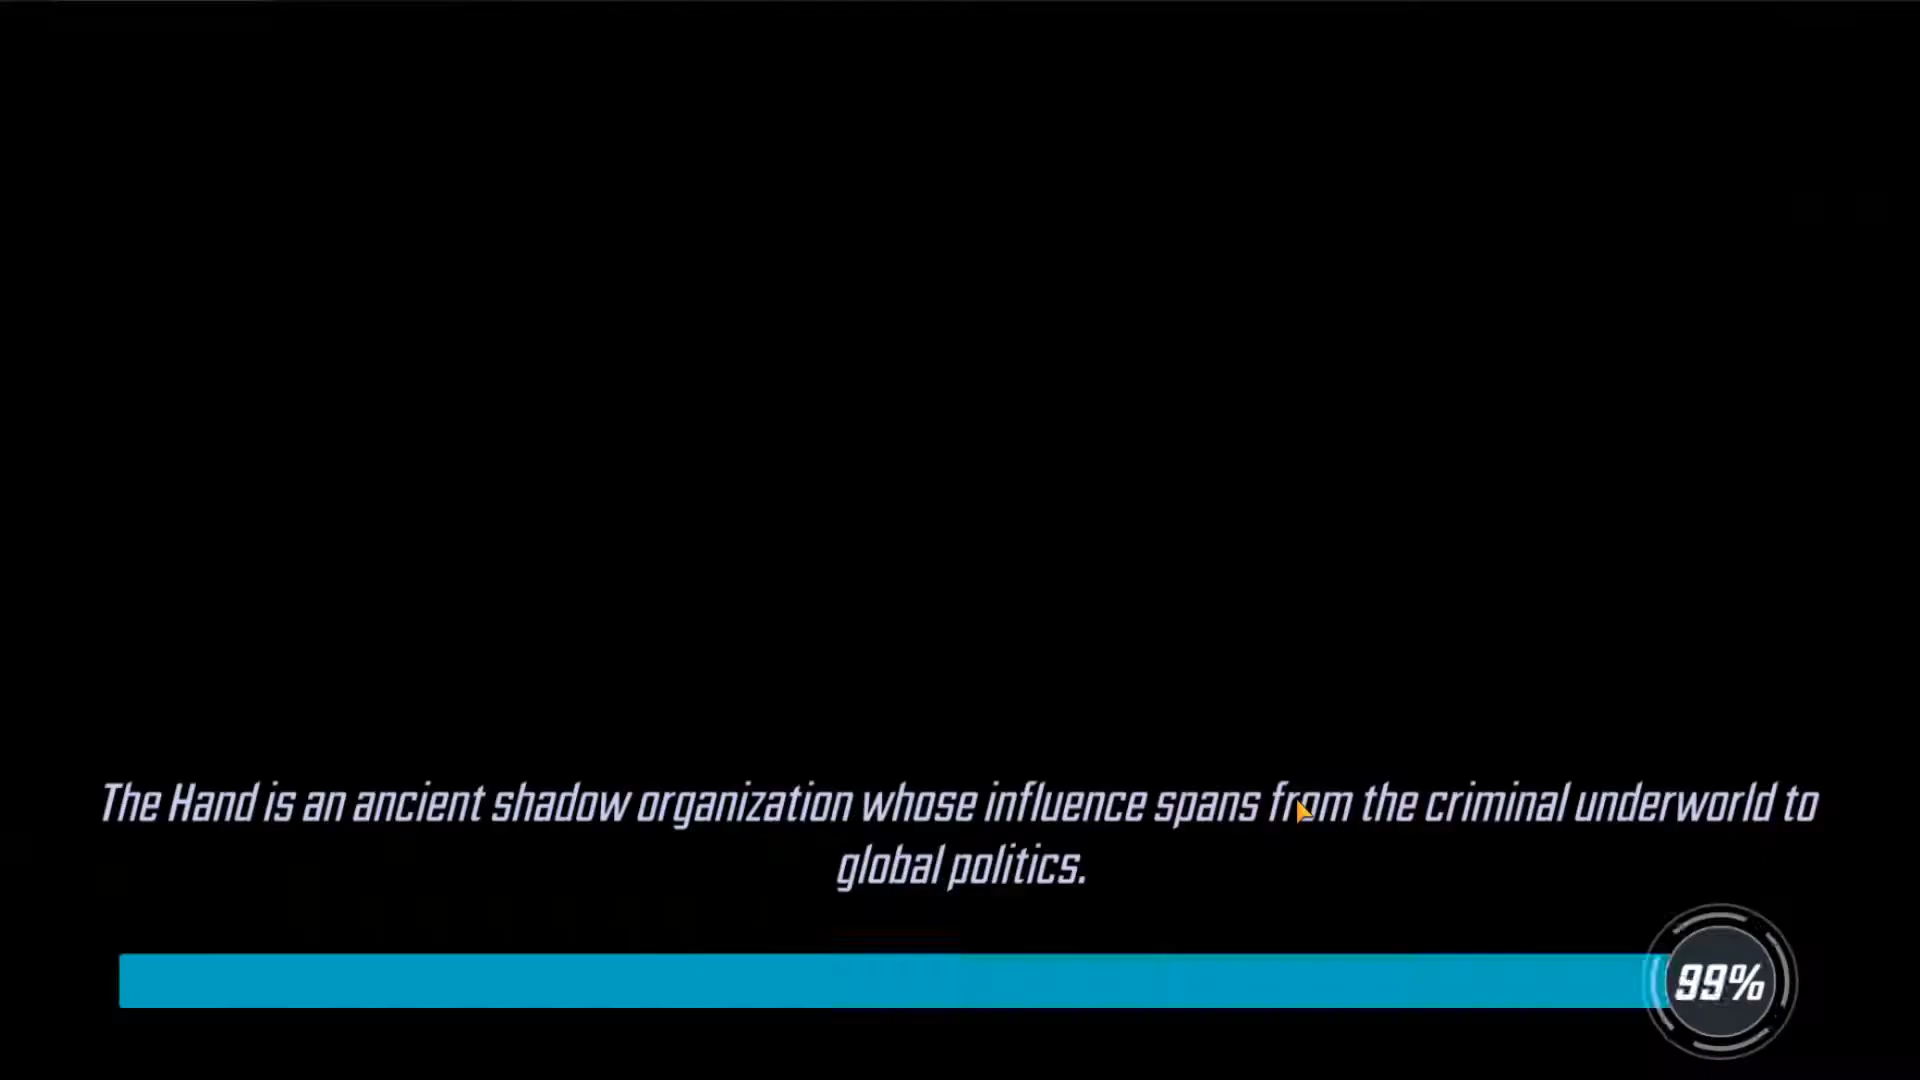 The Hand is an ancient shadow organization whose influence spans from the criminal underworld to
global politics.
99%